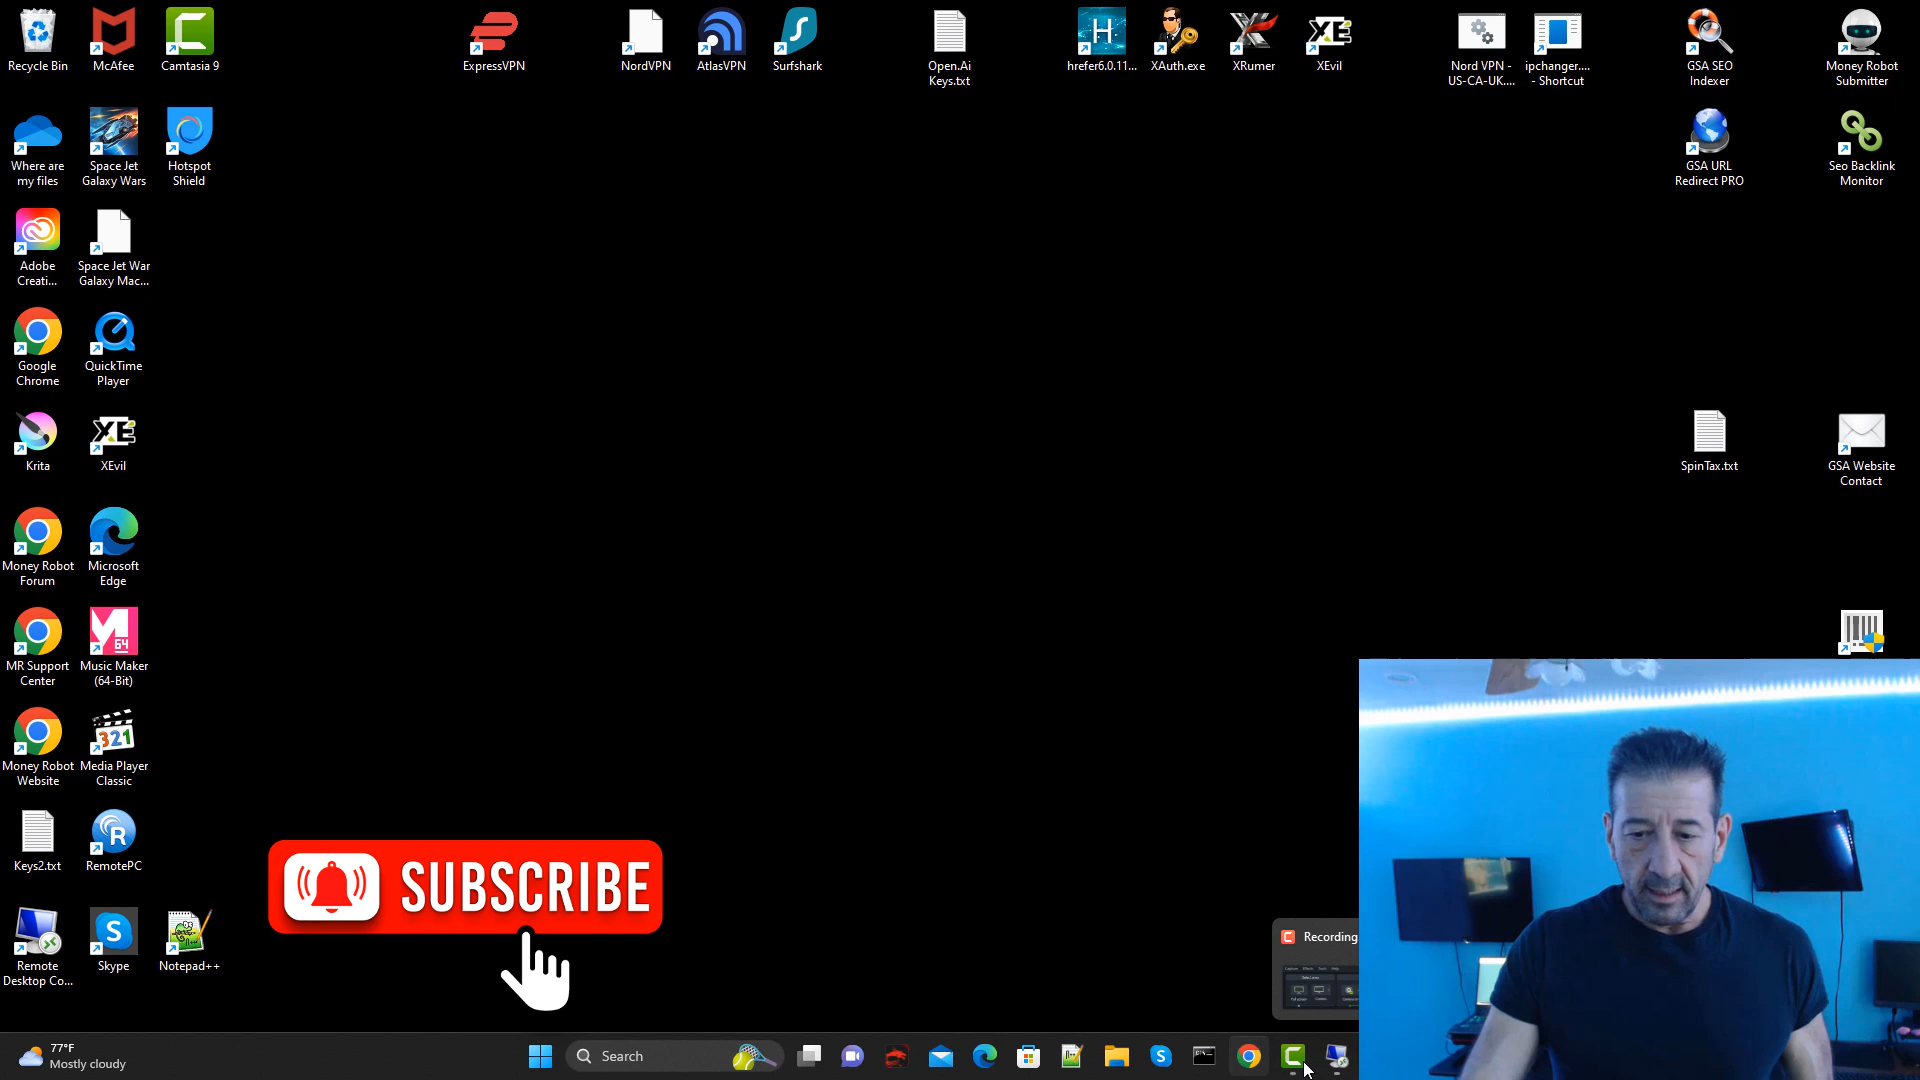 Recycle Bin
McAfee
Camtasia 9
ExpressVPN
NordVPN
AtlasVPN
Surfshark
Open.Ai
Keys.txt
H
hrefer6.0.11...
XAuth.exe
XRumer
XE
XEvil
Nord VPN -
US-CA-UK....
ipchanger....
- Shortcut
GSA SEO
Indexer
Money Robot
Submitter
Where are
my files
Space Jet
Galaxy Wars
Hotspot
Shield
GSA URL
Redirect PRO
Seo Backlink
Monitor
Adobe
Creati...
Space Jet War
Galaxy Mac...
Google
Chrome
QuickTime
Player
Krita
XE
XEvil
SpinTax.txt
GSA Website
Contact
Money Robot
Forum
Microsoft
Edge
64
MR Support
Center
Music Maker
(64-Bit)
321
Money Robot
Website
Media Player
Classic
Keys2.txt
R
RemotePC
SUBSCRIBE
S
Remote
Desktop Co...
Skype
Notepad++
Recording
77°F
Mostly cloudy
Search